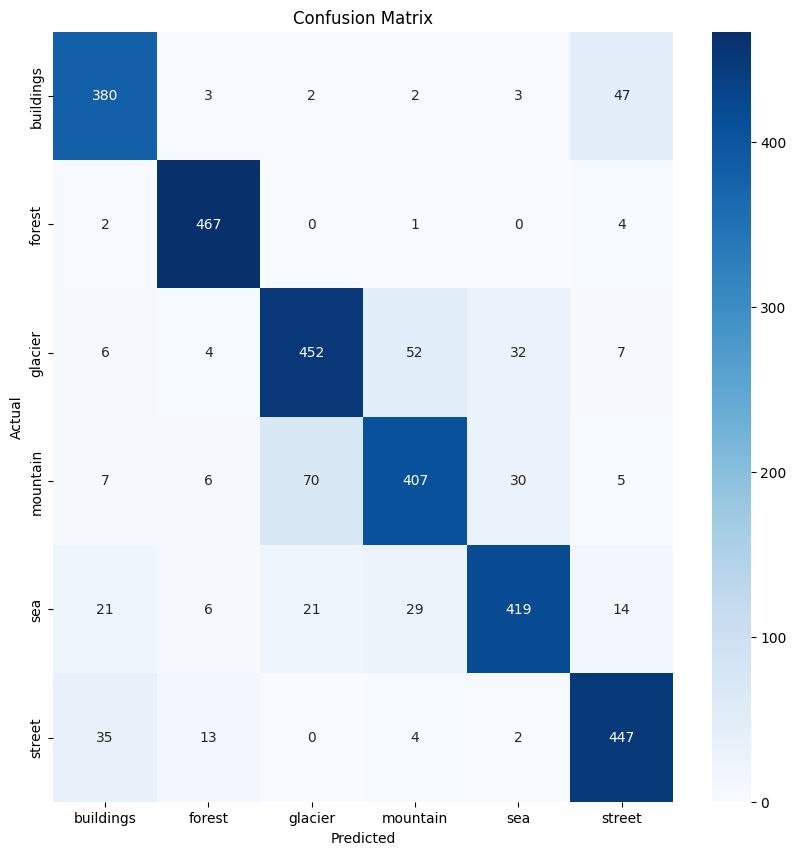 Confusion Matrix
buildings 380 3 2 2 3 47
forest 2 467 0 1 0 4
glacier 6 4 452 52 32 7
mountain 7 6 70 407 30 5
sea 21 6 21 29 419 14
street 35 13 0 4 2 447
Actual
buildings forest glacier mountain sea street
Predicted
400
300
200
100
0